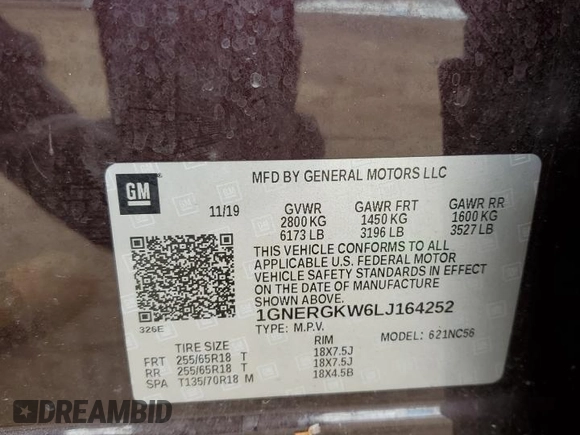 GM
MFD BY GENERAL MOTORS LLC
11/19
GVWR GAWR FRT GAWR RR
2800 KG 1450 KG 1600 KG
6173 LB 3196 LB 3527 LB
THIS VEHICLE CONFORMS TO ALL
APPLICABLE U.S. FEDERAL MOTOR
VEHICLE SAFETY STANDARDS IN EFFECT
ON THE DATE OF MANUFACTURE
SHOWN ABOVE.
1GNERGKW6LJ164252
TYPE: M.P.V. MODEL: 621NC56
326E
TIRE SIZE RIM
FRT 255/65R18 T 18X7.5J
RR 255/65R18 T 18X7.5J
SPA T135/70R18 M 18X4.5B
DREAMBID